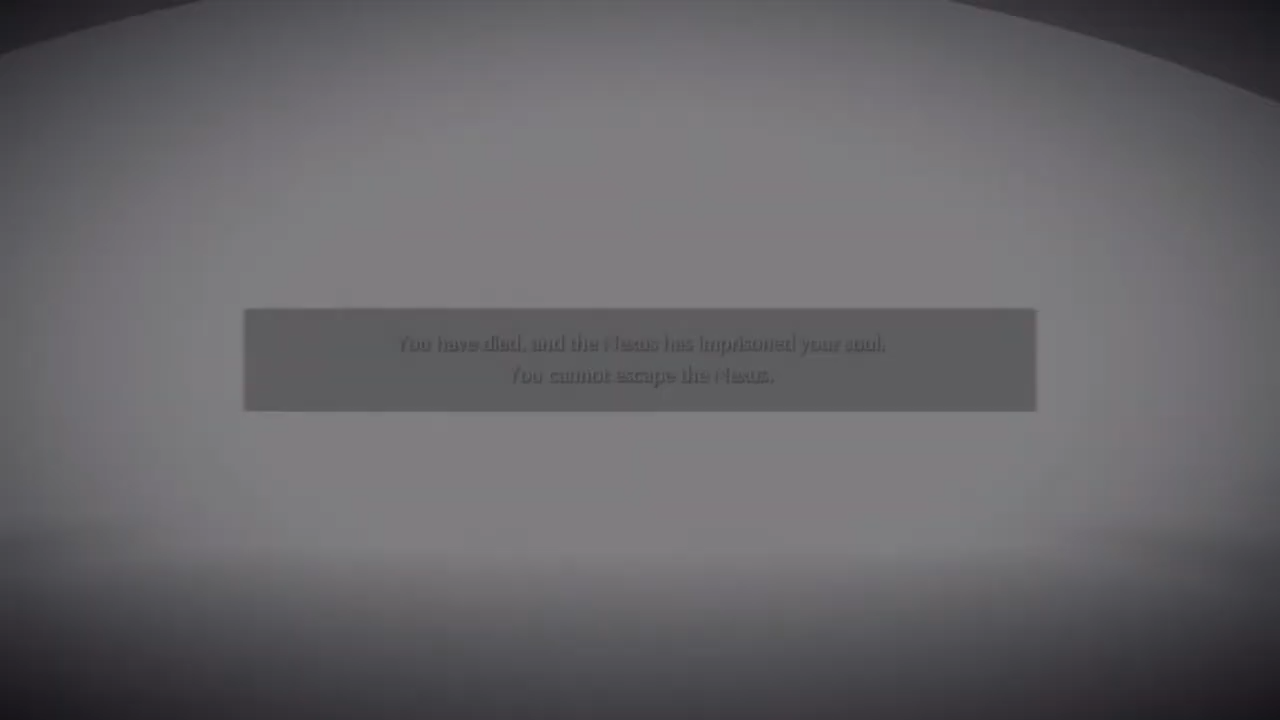 You have died, and the Nexus has imprisoned your soul.
You cannot escape the Nexus.